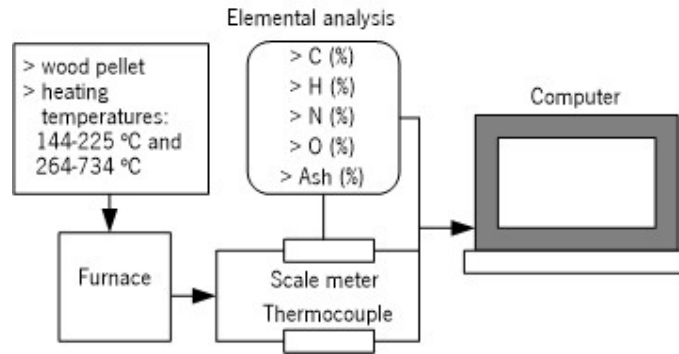 Elemental analysis
> wood pellet
> heating
temperatures:
144-225 ºC and
264-734 ºC
> C (%)
> H (%)
> N (%)
> O (%)
> Ash (%)
Computer
Furnace
Scale meter
Thermocouple